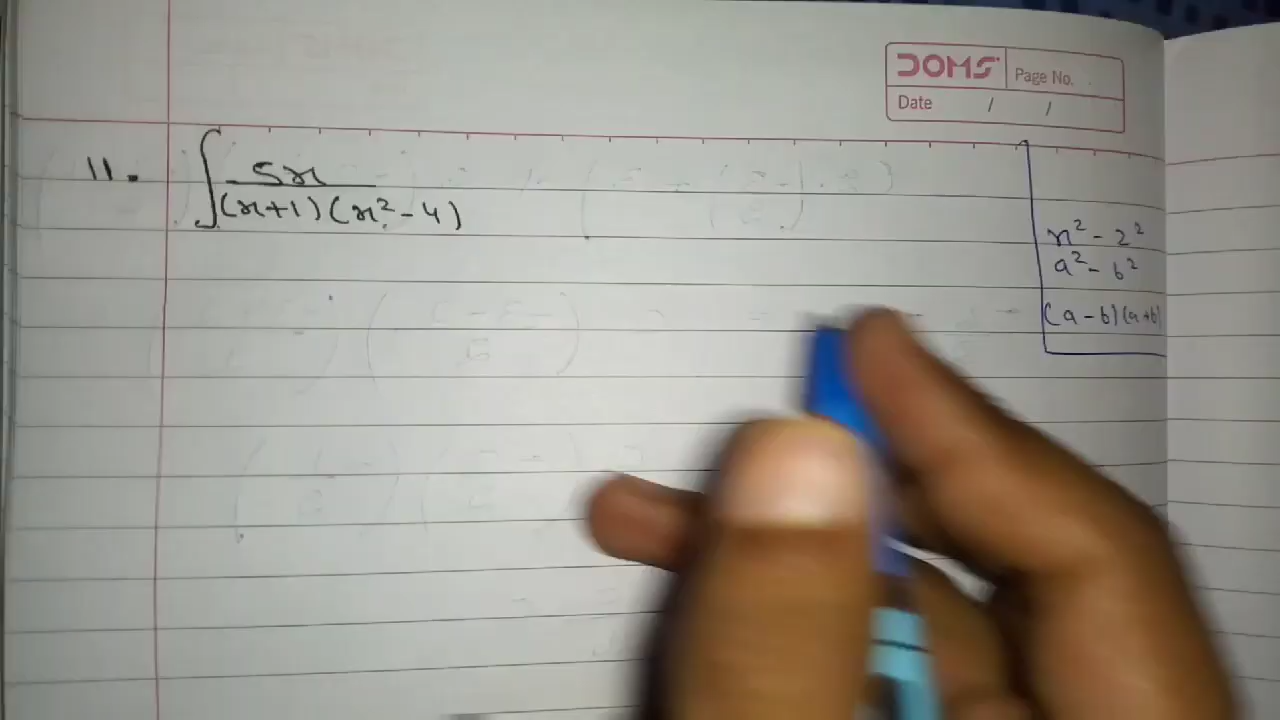 DOMS Page No.
Date / /
11. ∫ 5x
(x+1)(x²-4)
x² - 2²
a² - b²
(a-b)(a+b)